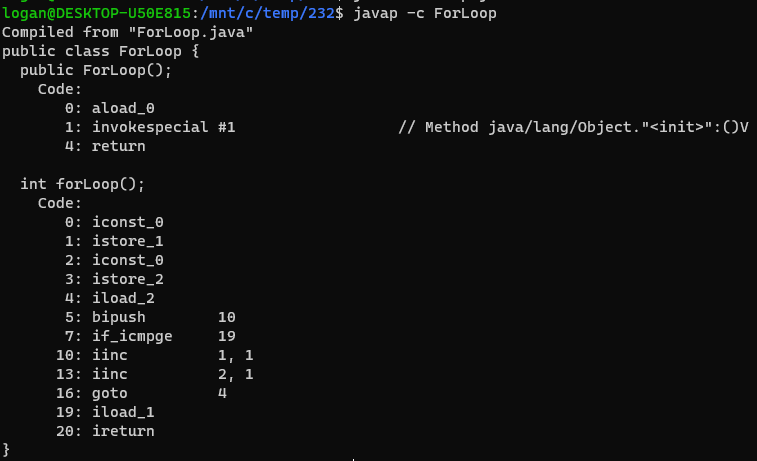 logan@DESKTOP-U50E815:/mnt/c/temp/232$ javap -c ForLoop
Compiled from "ForLoop.java"
public class ForLoop {
  public ForLoop();
    Code:
       0: aload_0
       1: invokespecial #1                  // Method java/lang/Object."<init>":()V
       4: return

  int forLoop();
    Code:
       0: iconst_0
       1: istore_1
       2: iconst_0
       3: istore_2
       4: iload_2
       5: bipush        10
       7: if_icmpge     19
      10: iinc          1, 1
      13: iinc          2, 1
      16: goto          4
      19: iload_1
      20: ireturn
}